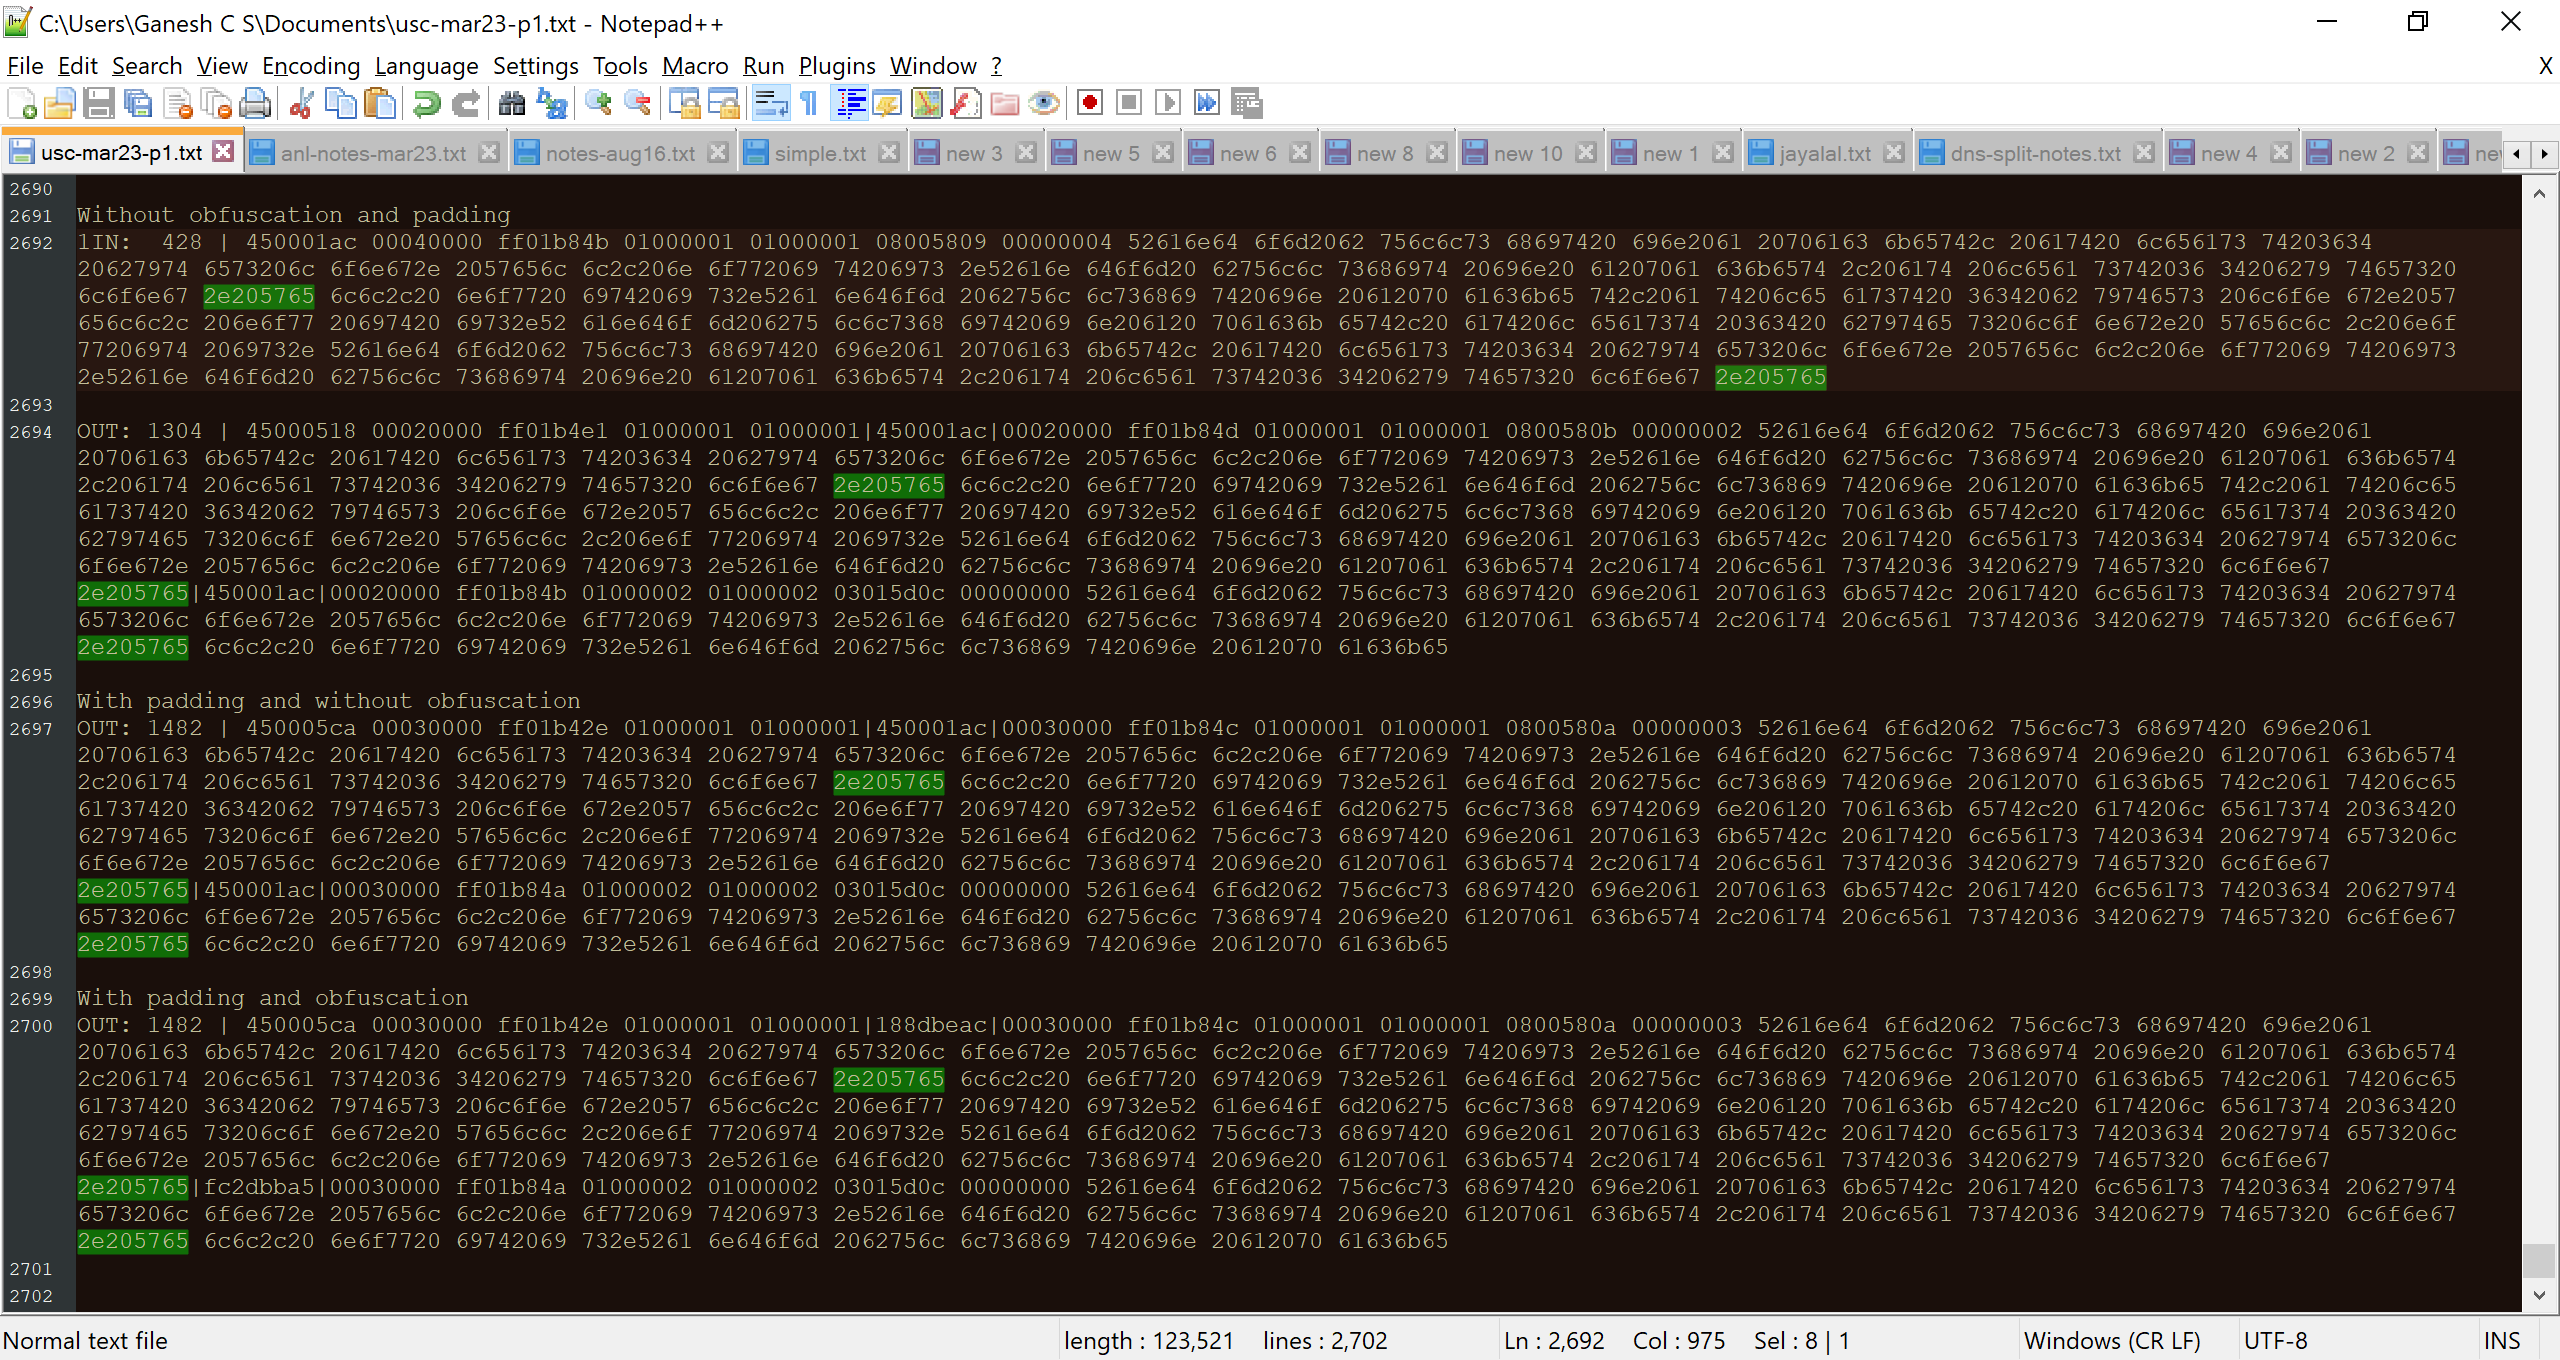 C:\Users\Ganesh C S\Documents\usc-mar23-p1.txt - Notepad++
File Edit Search View Encoding Language Settings Tools Macro Run Plugins Window ? X
usc-mar23-p1.txt anl-notes-mar23.txt notes-aug16.txt simple.txt new 3 new 5 new 6 new 8 new 10 new 1 jayalal.txt dns-split-notes.txt new 4 new 2 ne
2690
2691 Without obfuscation and padding
2692 1IN:  428 | 450001ac 00040000 ff01b84b 01000001 01000001 08005809 00000004 52616e64 6f6d2062 756c6c73 68697420 696e2061 20706163 6b65742c 20617420 6c656173 74203634
20627974 6573206c 6f6e672e 2057656c 6c2c206e 6f772069 74206973 2e52616e 646f6d20 62756c6c 73686974 20696e20 61207061 636b6574 2c206174 206c6561 73742036 34206279 74657320
6c6f6e67 2e205765 6c6c2c20 6e6f7720 69742069 732e5261 6e646f6d 2062756c 6c736869 7420696e 20612070 61636b65 742c2061 74206c65 61737420 36342062 79746573 206c6f6e 672e2057
656c6c2c 206e6f77 20697420 69732e52 616e646f 6d206275 6c6c7368 69742069 6e206120 7061636b 65742c20 6174206c 65617374 20363420 62797465 73206c6f 6e672e20 57656c6c 2c206e6f
77206974 2069732e 52616e64 6f6d2062 756c6c73 68697420 696e2061 20706163 6b65742c 20617420 6c656173 74203634 20627974 6573206c 6f6e672e 2057656c 6c2c206e 6f772069 74206973
2e52616e 646f6d20 62756c6c 73686974 20696e20 61207061 636b6574 2c206174 206c6561 73742036 34206279 74657320 6c6f6e67 2e205765
2693
2694 OUT: 1304 | 45000518 00020000 ff01b4e1 01000001 01000001|450001ac|00020000 ff01b84d 01000001 01000001 0800580b 00000002 52616e64 6f6d2062 756c6c73 68697420 696e2061
20706163 6b65742c 20617420 6c656173 74203634 20627974 6573206c 6f6e672e 2057656c 6c2c206e 6f772069 74206973 2e52616e 646f6d20 62756c6c 73686974 20696e20 61207061 636b6574
2c206174 206c6561 73742036 34206279 74657320 6c6f6e67 2e205765 6c6c2c20 6e6f7720 69742069 732e5261 6e646f6d 2062756c 6c736869 7420696e 20612070 61636b65 742c2061 74206c65
61737420 36342062 79746573 206c6f6e 672e2057 656c6c2c 206e6f77 20697420 69732e52 616e646f 6d206275 6c6c7368 69742069 6e206120 7061636b 65742c20 6174206c 65617374 20363420
62797465 73206c6f 6e672e20 57656c6c 2c206e6f 77206974 2069732e 52616e64 6f6d2062 756c6c73 68697420 696e2061 20706163 6b65742c 20617420 6c656173 74203634 20627974 6573206c
6f6e672e 2057656c 6c2c206e 6f772069 74206973 2e52616e 646f6d20 62756c6c 73686974 20696e20 61207061 636b6574 2c206174 206c6561 73742036 34206279 74657320 6c6f6e67
2e205765|450001ac|00020000 ff01b84b 01000002 01000002 03015d0c 00000000 52616e64 6f6d2062 756c6c73 68697420 696e2061 20706163 6b65742c 20617420 6c656173 74203634 20627974
6573206c 6f6e672e 2057656c 6c2c206e 6f772069 74206973 2e52616e 646f6d20 62756c6c 73686974 20696e20 61207061 636b6574 2c206174 206c6561 73742036 34206279 74657320 6c6f6e67
2e205765 6c6c2c20 6e6f7720 69742069 732e5261 6e646f6d 2062756c 6c736869 7420696e 20612070 61636b65
2695
2696 With padding and without obfuscation
2697 OUT: 1482 | 450005ca 00030000 ff01b42e 01000001 01000001|450001ac|00030000 ff01b84c 01000001 01000001 0800580a 00000003 52616e64 6f6d2062 756c6c73 68697420 696e2061
20706163 6b65742c 20617420 6c656173 74203634 20627974 6573206c 6f6e672e 2057656c 6c2c206e 6f772069 74206973 2e52616e 646f6d20 62756c6c 73686974 20696e20 61207061 636b6574
2c206174 206c6561 73742036 34206279 74657320 6c6f6e67 2e205765 6c6c2c20 6e6f7720 69742069 732e5261 6e646f6d 2062756c 6c736869 7420696e 20612070 61636b65 742c2061 74206c65
61737420 36342062 79746573 206c6f6e 672e2057 656c6c2c 206e6f77 20697420 69732e52 616e646f 6d206275 6c6c7368 69742069 6e206120 7061636b 65742c20 6174206c 65617374 20363420
62797465 73206c6f 6e672e20 57656c6c 2c206e6f 77206974 2069732e 52616e64 6f6d2062 756c6c73 68697420 696e2061 20706163 6b65742c 20617420 6c656173 74203634 20627974 6573206c
6f6e672e 2057656c 6c2c206e 6f772069 74206973 2e52616e 646f6d20 62756c6c 73686974 20696e20 61207061 636b6574 2c206174 206c6561 73742036 34206279 74657320 6c6f6e67
2e205765|450001ac|00030000 ff01b84a 01000002 01000002 03015d0c 00000000 52616e64 6f6d2062 756c6c73 68697420 696e2061 20706163 6b65742c 20617420 6c656173 74203634 20627974
6573206c 6f6e672e 2057656c 6c2c206e 6f772069 74206973 2e52616e 646f6d20 62756c6c 73686974 20696e20 61207061 636b6574 2c206174 206c6561 73742036 34206279 74657320 6c6f6e67
2e205765 6c6c2c20 6e6f7720 69742069 732e5261 6e646f6d 2062756c 6c736869 7420696e 20612070 61636b65
2698
2699 With padding and obfuscation
2700 OUT: 1482 | 450005ca 00030000 ff01b42e 01000001 01000001|188dbeac|00030000 ff01b84c 01000001 01000001 0800580a 00000003 52616e64 6f6d2062 756c6c73 68697420 696e2061
20706163 6b65742c 20617420 6c656173 74203634 20627974 6573206c 6f6e672e 2057656c 6c2c206e 6f772069 74206973 2e52616e 646f6d20 62756c6c 73686974 20696e20 61207061 636b6574
2c206174 206c6561 73742036 34206279 74657320 6c6f6e67 2e205765 6c6c2c20 6e6f7720 69742069 732e5261 6e646f6d 2062756c 6c736869 7420696e 20612070 61636b65 742c2061 74206c65
61737420 36342062 79746573 206c6f6e 672e2057 656c6c2c 206e6f77 20697420 69732e52 616e646f 6d206275 6c6c7368 69742069 6e206120 7061636b 65742c20 6174206c 65617374 20363420
62797465 73206c6f 6e672e20 57656c6c 2c206e6f 77206974 2069732e 52616e64 6f6d2062 756c6c73 68697420 696e2061 20706163 6b65742c 20617420 6c656173 74203634 20627974 6573206c
6f6e672e 2057656c 6c2c206e 6f772069 74206973 2e52616e 646f6d20 62756c6c 73686974 20696e20 61207061 636b6574 2c206174 206c6561 73742036 34206279 74657320 6c6f6e67
2e205765|fc2dbba5|00030000 ff01b84a 01000002 01000002 03015d0c 00000000 52616e64 6f6d2062 756c6c73 68697420 696e2061 20706163 6b65742c 20617420 6c656173 74203634 20627974
6573206c 6f6e672e 2057656c 6c2c206e 6f772069 74206973 2e52616e 646f6d20 62756c6c 73686974 20696e20 61207061 636b6574 2c206174 206c6561 73742036 34206279 74657320 6c6f6e67
2e205765 6c6c2c20 6e6f7720 69742069 732e5261 6e646f6d 2062756c 6c736869 7420696e 20612070 61636b65
2701
2702
Normal text file length : 123,521 lines : 2,702 Ln : 2,692 Col : 975 Sel : 8 | 1 Windows (CR LF) UTF-8 INS